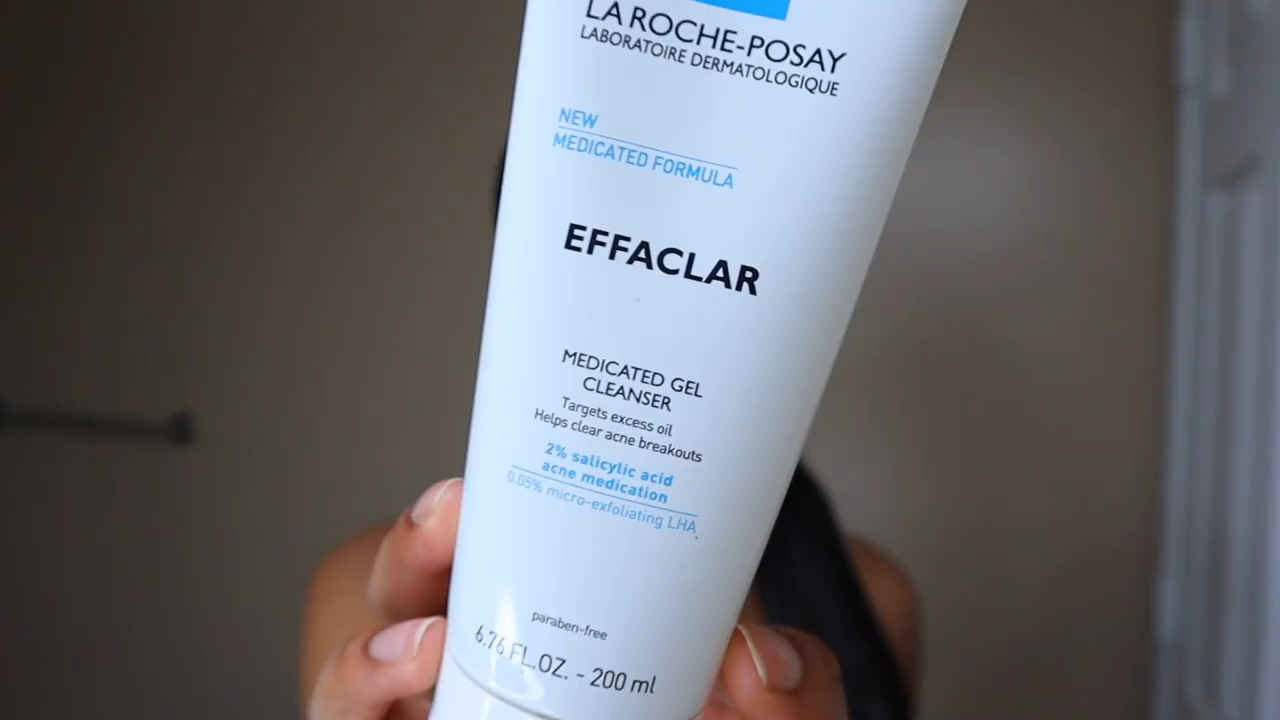 LA ROCHE-POSAY
LABORATOIRE DERMATOLOGIQUE
NEW
MEDICATED FORMULA
EFFACLAR
MEDICATED GEL
CLEANSER
Targets excess oil
Helps clear acne breakouts
2% salicylic acid
acne medication
0.05% micro-exfoliating LHA
paraben-free
6.76 FL.OZ. - 200 ml